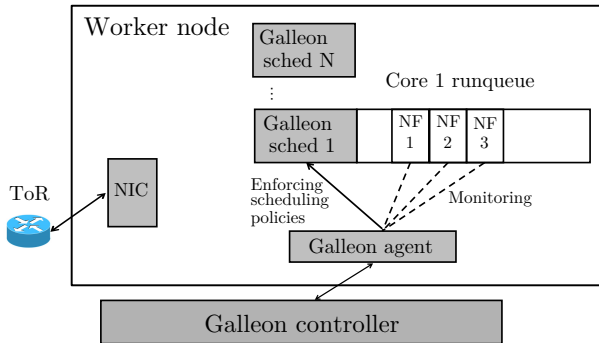 Worker node
Galleon
sched N
...
Core 1 runqueue
Galleon
sched 1
NF
1
NF
2
NF
3
NIC
ToR
Enforcing
scheduling
policies
Monitoring
Galleon agent
Galleon controller